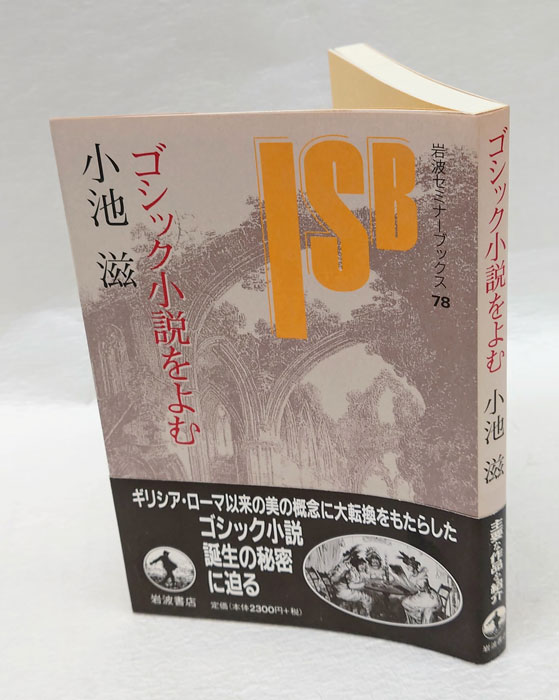 ゴシック小説をよむ
小池 滋
ISB
岩波セミナーブックス 78
ギリシア・ローマ以来の美の概念に大転換をもたらした
ゴシック小説
誕生の秘密
に迫る
岩波書店
定価(本体2300円+税)
ゴシック小説をよむ
小池 滋
岩波書店